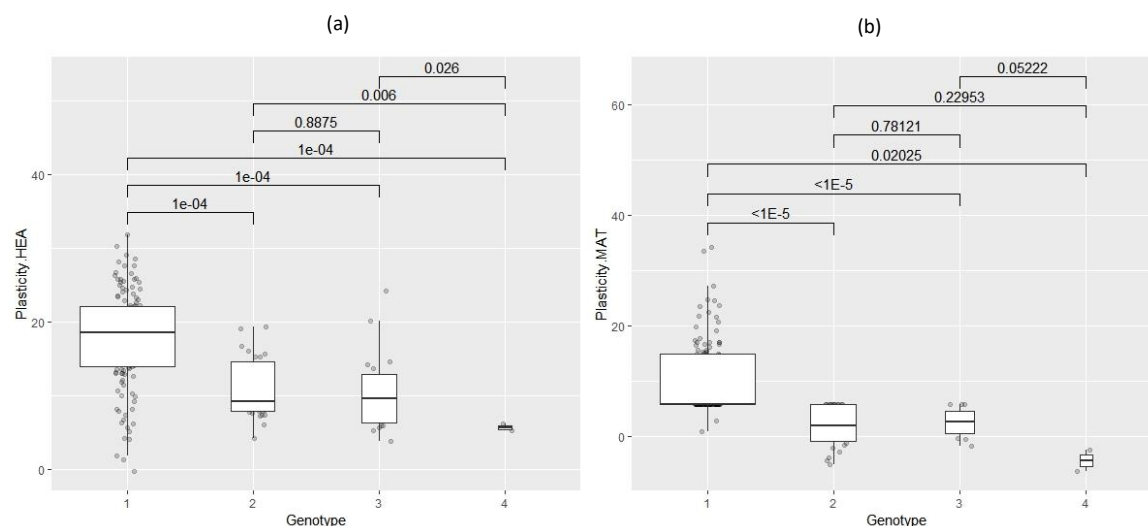 (a)
0.026
0.006
0.8875
1e-04
1e-04
1e-04
40
20
0
Plasticity.HEA
1
2
3
4
Genotype
(b)
0.05222
0.22953
0.78121
0.02025
<1E-5
<1E-5
60
40
20
0
Plasticity.MAT
1
2
3
4
Genotype